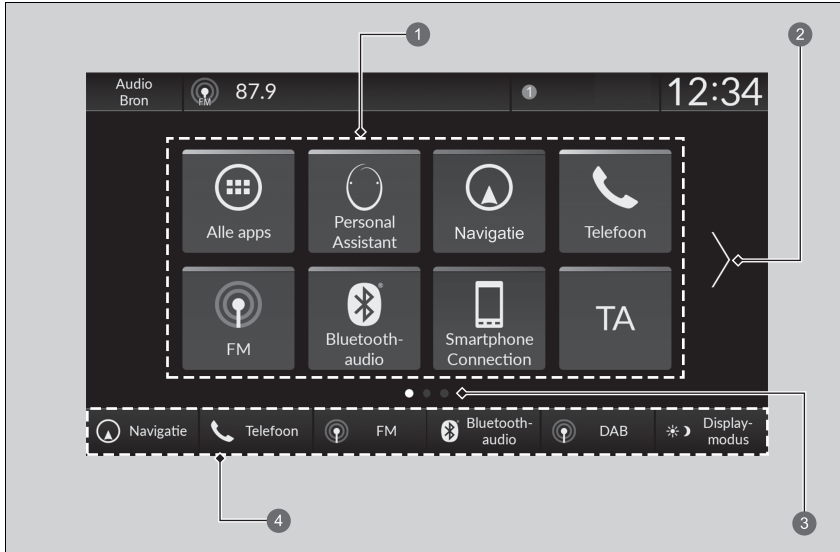 1
2
Audio
Bron
FM
87.9
1
12:34
Alle apps
Personal
Assistant
Navigatie
Telefoon
FM
Bluetooth-
audio
Smartphone
Connection
TA
Navigatie
Telefoon
FM
Bluetooth-
audio
DAB
Display-
modus
4
3